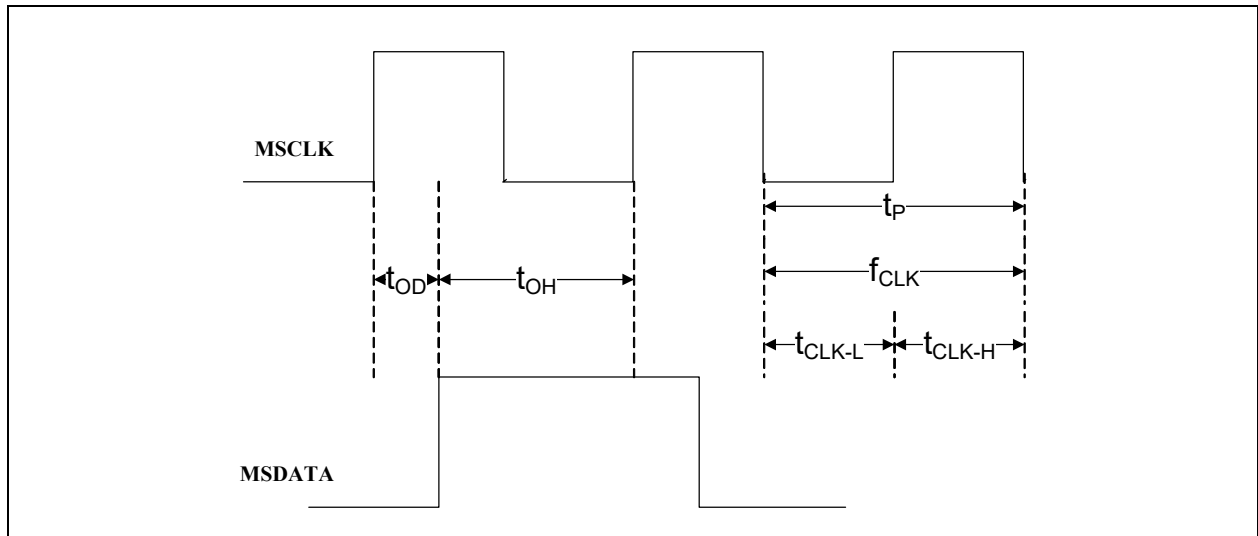 MSCLK
tP
tOD tOH fCLK
tCLK-L tCLK-H
MSDATA